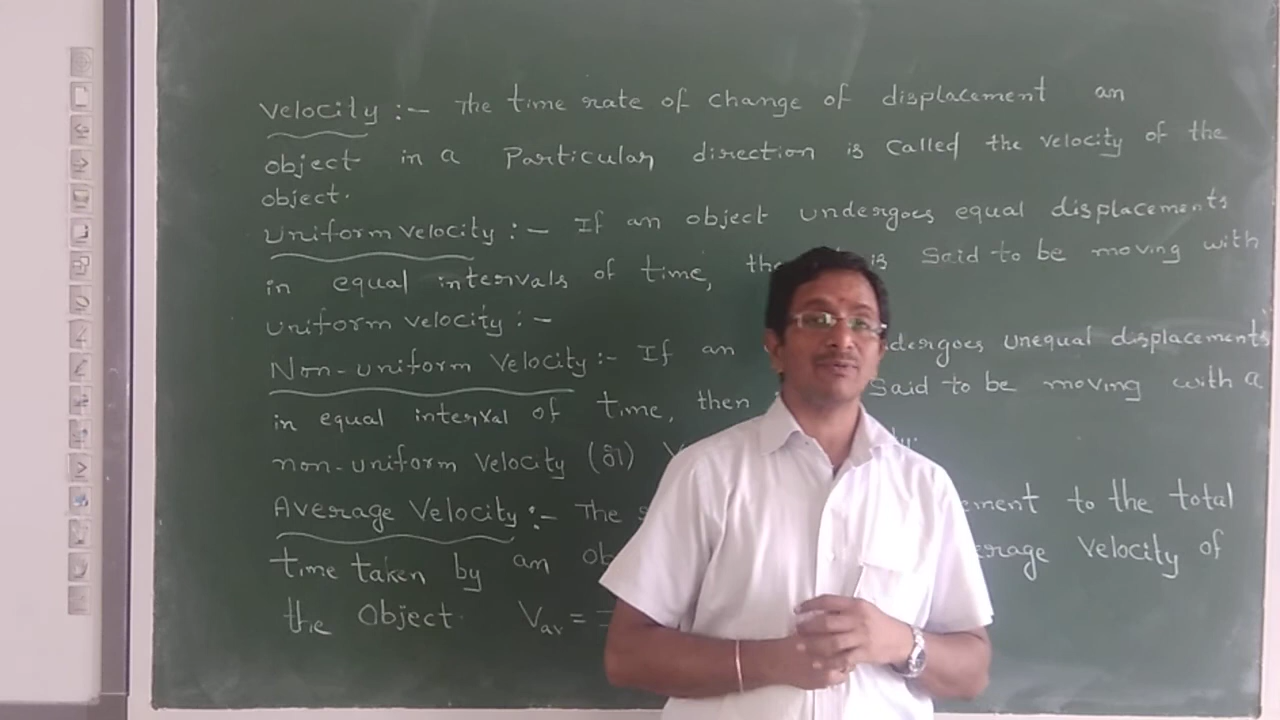 Velocity :- The time rate of change of displacement an
object in a Particular direction is called the velocity of the
object.
Uniform velocity :- If an object undergoes equal displacements
in equal intervals of time, the is Said to be moving with
uniform velocity :-
Non-uniform Velocity :- If an dergoes unequal displacements
in equal interval of time, then Said to be moving with a
non-uniform Velocity
Average Velocity :- The ement to the total
time taken by an ob erage Velocity of
the Object. Vav =